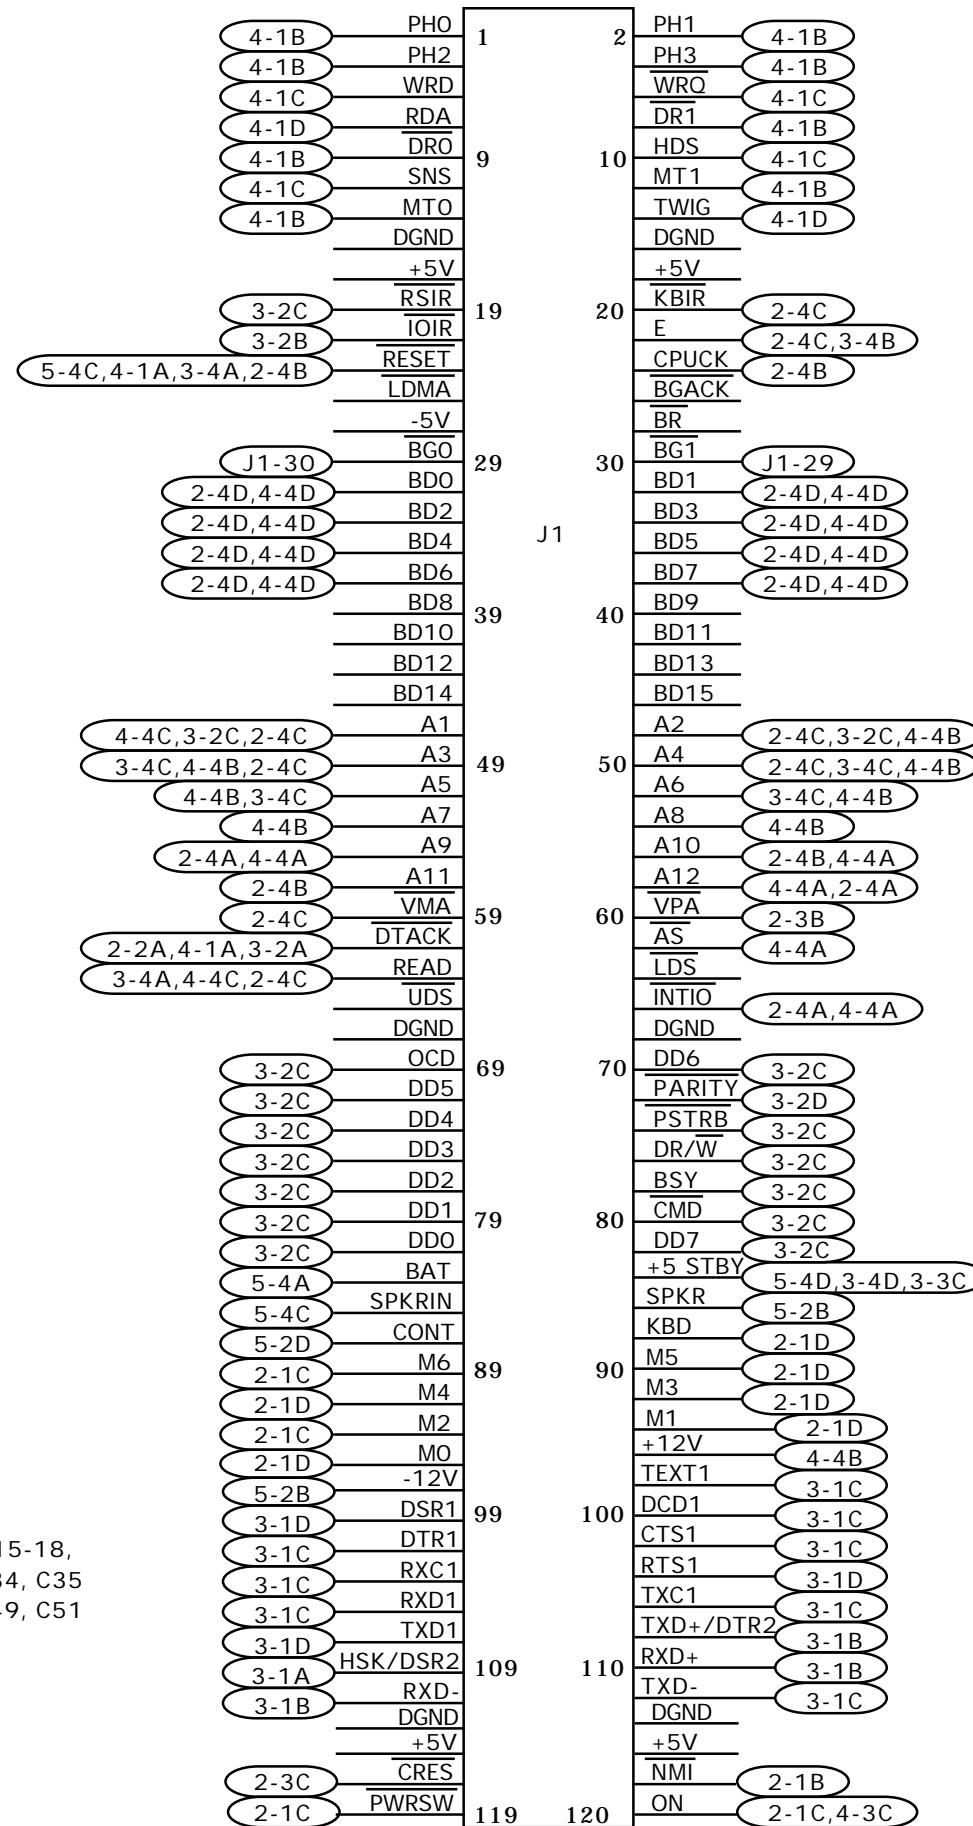 4-1B PH0 1 2 PH1 4-1B
4-1B PH2 PH3 4-1B
4-1C WRD WRQ 4-1C
4-1D RDA DR1 4-1B
4-1B DR0 9 10 HDS 4-1C
4-1C SNS MT1 4-1B
4-1B MT0 TWIG 4-1D
DGND DGND
+5V +5V
3-2C RSIR 19 20 KBIR 2-4C
3-2B IOIR E 2-4C,3-4B
5-4C,4-1A,3-4A,2-4B RESET CPUCK 2-4B
LDMA BGACK
-5V BR
J1-30 BG0 29 30 BG1 J1-29
2-4D,4-4D BD0 BD1 2-4D,4-4D
2-4D,4-4D BD2 BD3 2-4D,4-4D
J1
2-4D,4-4D BD4 BD5 2-4D,4-4D
2-4D,4-4D BD6 BD7 2-4D,4-4D
BD8 39 40 BD9
BD10 BD11
BD12 BD13
BD14 BD15
4-4C,3-2C,2-4C A1 A2 2-4C,3-2C,4-4B
3-4C,4-4B,2-4C A3 49 50 A4 2-4C,3-4C,4-4B
4-4B,3-4C A5 A6 3-4C,4-4B
4-4B A7 A8 4-4B
2-4A,4-4A A9 A10 2-4B,4-4A
2-4B A11 A12 4-4A,2-4A
2-4C VMA 59 60 VPA 2-3B
2-2A,4-1A,3-2A DTACK AS 4-4A
3-4A,4-4C,2-4C READ LDS
UDS INTIO 2-4A,4-4A
DGND DGND
3-2C OCD 69 70 DD6 3-2C
3-2C DD5 PARITY 3-2D
3-2C DD4 PSTRB 3-2C
3-2C DD3 DR/W 3-2C
3-2C DD2 BSY 3-2C
3-2C DD1 79 80 CMD 3-2C
3-2C DD0 DD7 3-2C
5-4A BAT +5 STBY 5-4D,3-4D,3-3C
5-4C SPKRIN SPKR 5-2B
5-2D CONT KBD 2-1D
2-1C M6 89 90 M5 2-1D
2-1D M4 M3 2-1D
2-1C M2 M1 2-1D
2-1D M0 +12V 4-4B
5-2B -12V TEXT1 3-1C
3-1D DSR1 99 100 DCD1 3-1C
3-1C DTR1 CTS1 3-1C
15-18,
3-1C RXC1 RTS1 3-1D
34, C35
3-1C RXD1 TXC1 3-1C
49, C51
3-1D TXD1 TXD+/DTR2 3-1B
3-1A HSK/DSR2 109 110 RXD+ 3-1B
3-1B RXD- TXD- 3-1C
DGND DGND
+5V +5V
2-3C CRES NMI 2-1B
2-1C PWRSW 119 120 ON 2-1C,4-3C